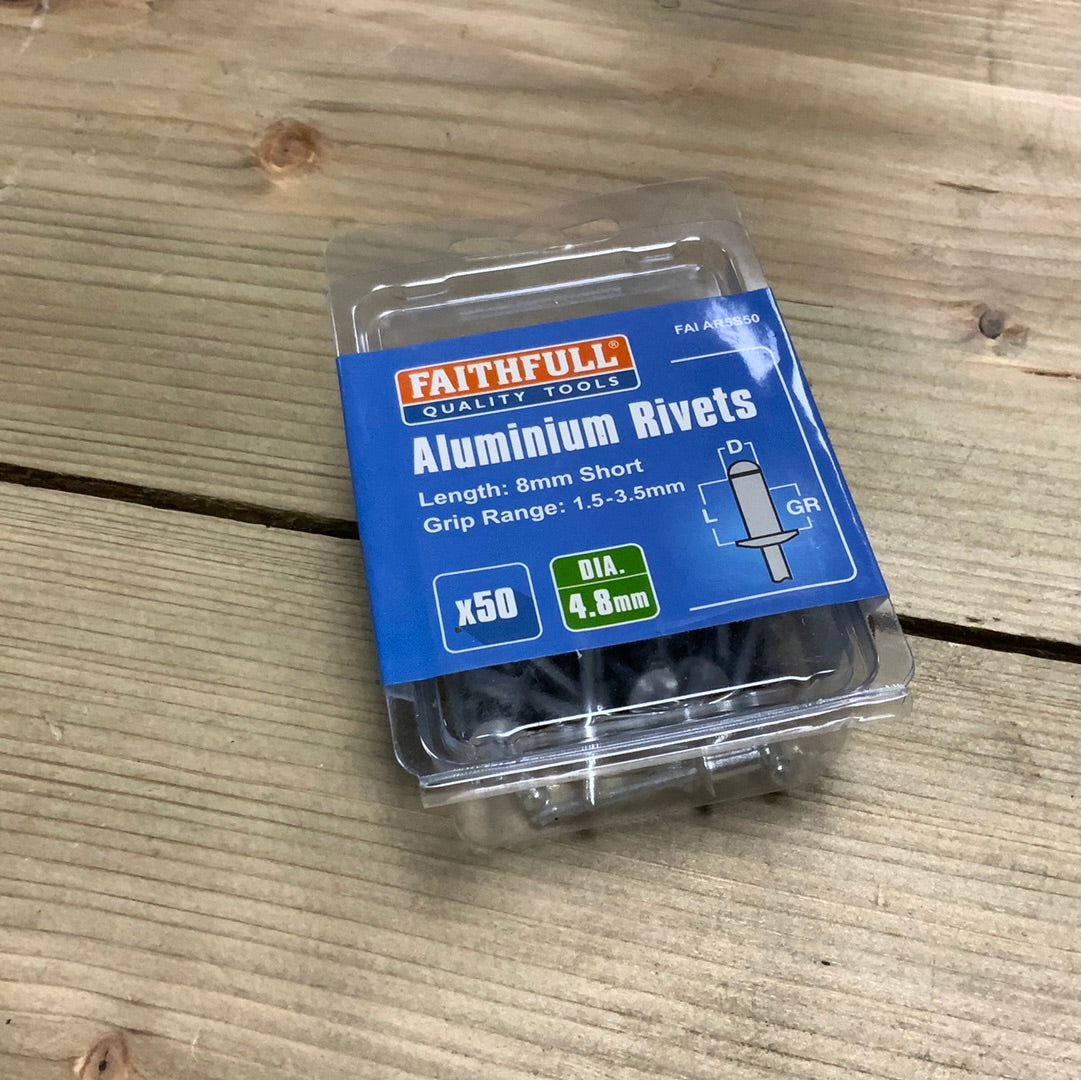 FAI AR5S50
FAITHFULL®
QUALITY TOOLS
Aluminium Rivets
Length: 8mm Short
Grip Range: 1.5-3.5mm
D
L
GR
x50
DIA.
4.8mm